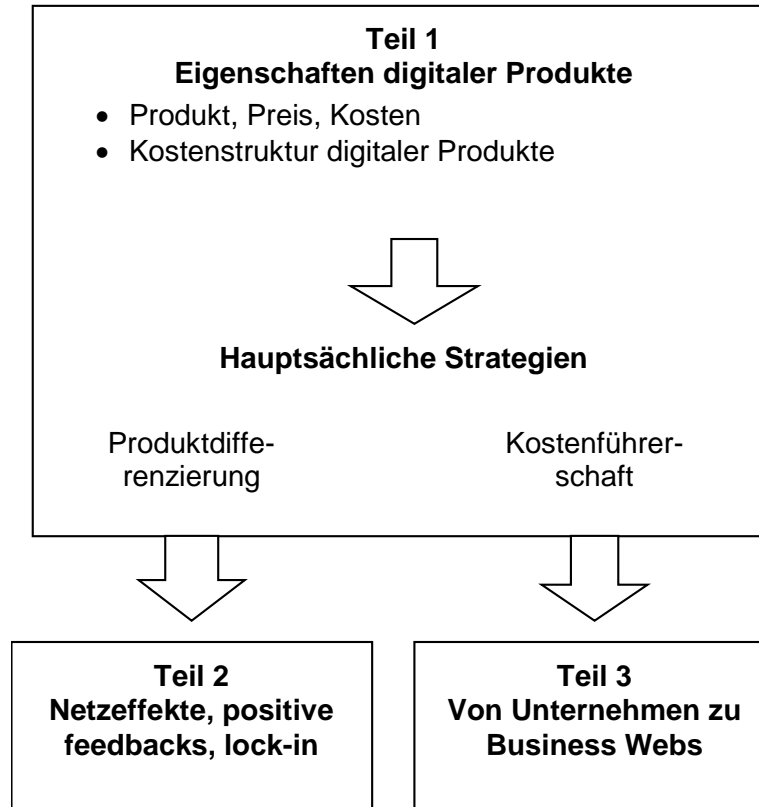 Teil 1
Eigenschaften digitaler Produkte
• Produkt, Preis, Kosten
• Kostenstruktur digitaler Produkte
Hauptsächliche Strategien
Produktdiffe-
renzierung
Kostenführer-
schaft
Teil 2
Netzeffekte, positive
feedbacks, lock-in
Teil 3
Von Unternehmen zu
Business Webs